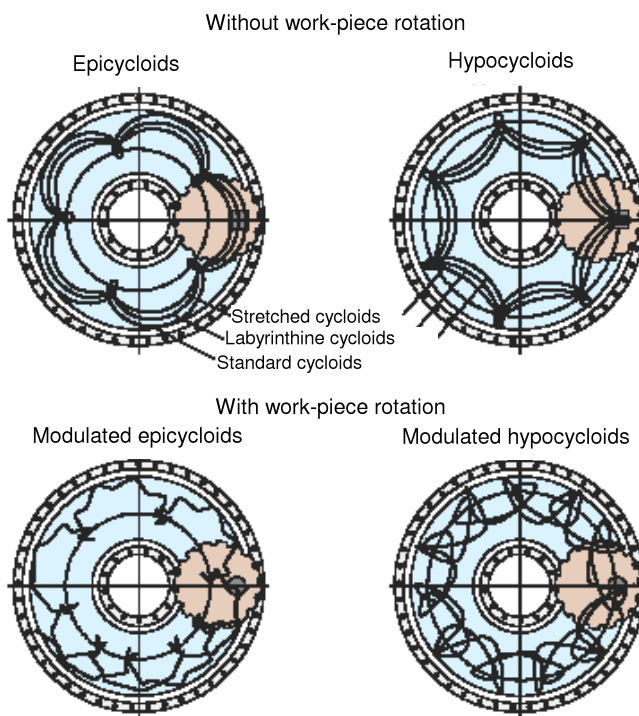 Without work-piece rotation
Epicycloids
Hypocycloids
Stretched cycloids
Labyrinthine cycloids
Standard cycloids
With work-piece rotation
Modulated epicycloids
Modulated hypocycloids